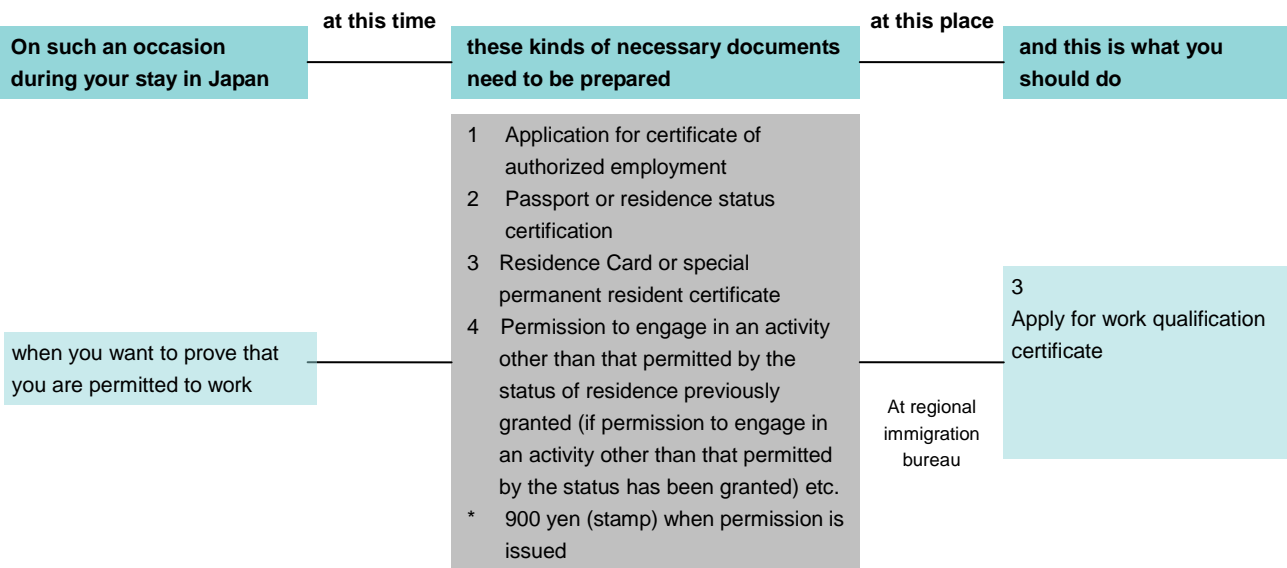 at this time
at this place
On such an occasion
during your stay in Japan
these kinds of necessary documents
need to be prepared
and this is what you
should do
when you want to prove that
you are permitted to work
1 Application for certificate of
authorized employment
2 Passport or residence status
certification
3 Residence Card or special
permanent resident certificate
4 Permission to engage in an activity
other than that permitted by the
status of residence previously
granted (if permission to engage in
an activity other than that permitted
by the status has been granted) etc.
* 900 yen (stamp) when permission is
issued
At regional
immigration
bureau
3
Apply for work qualification
certificate